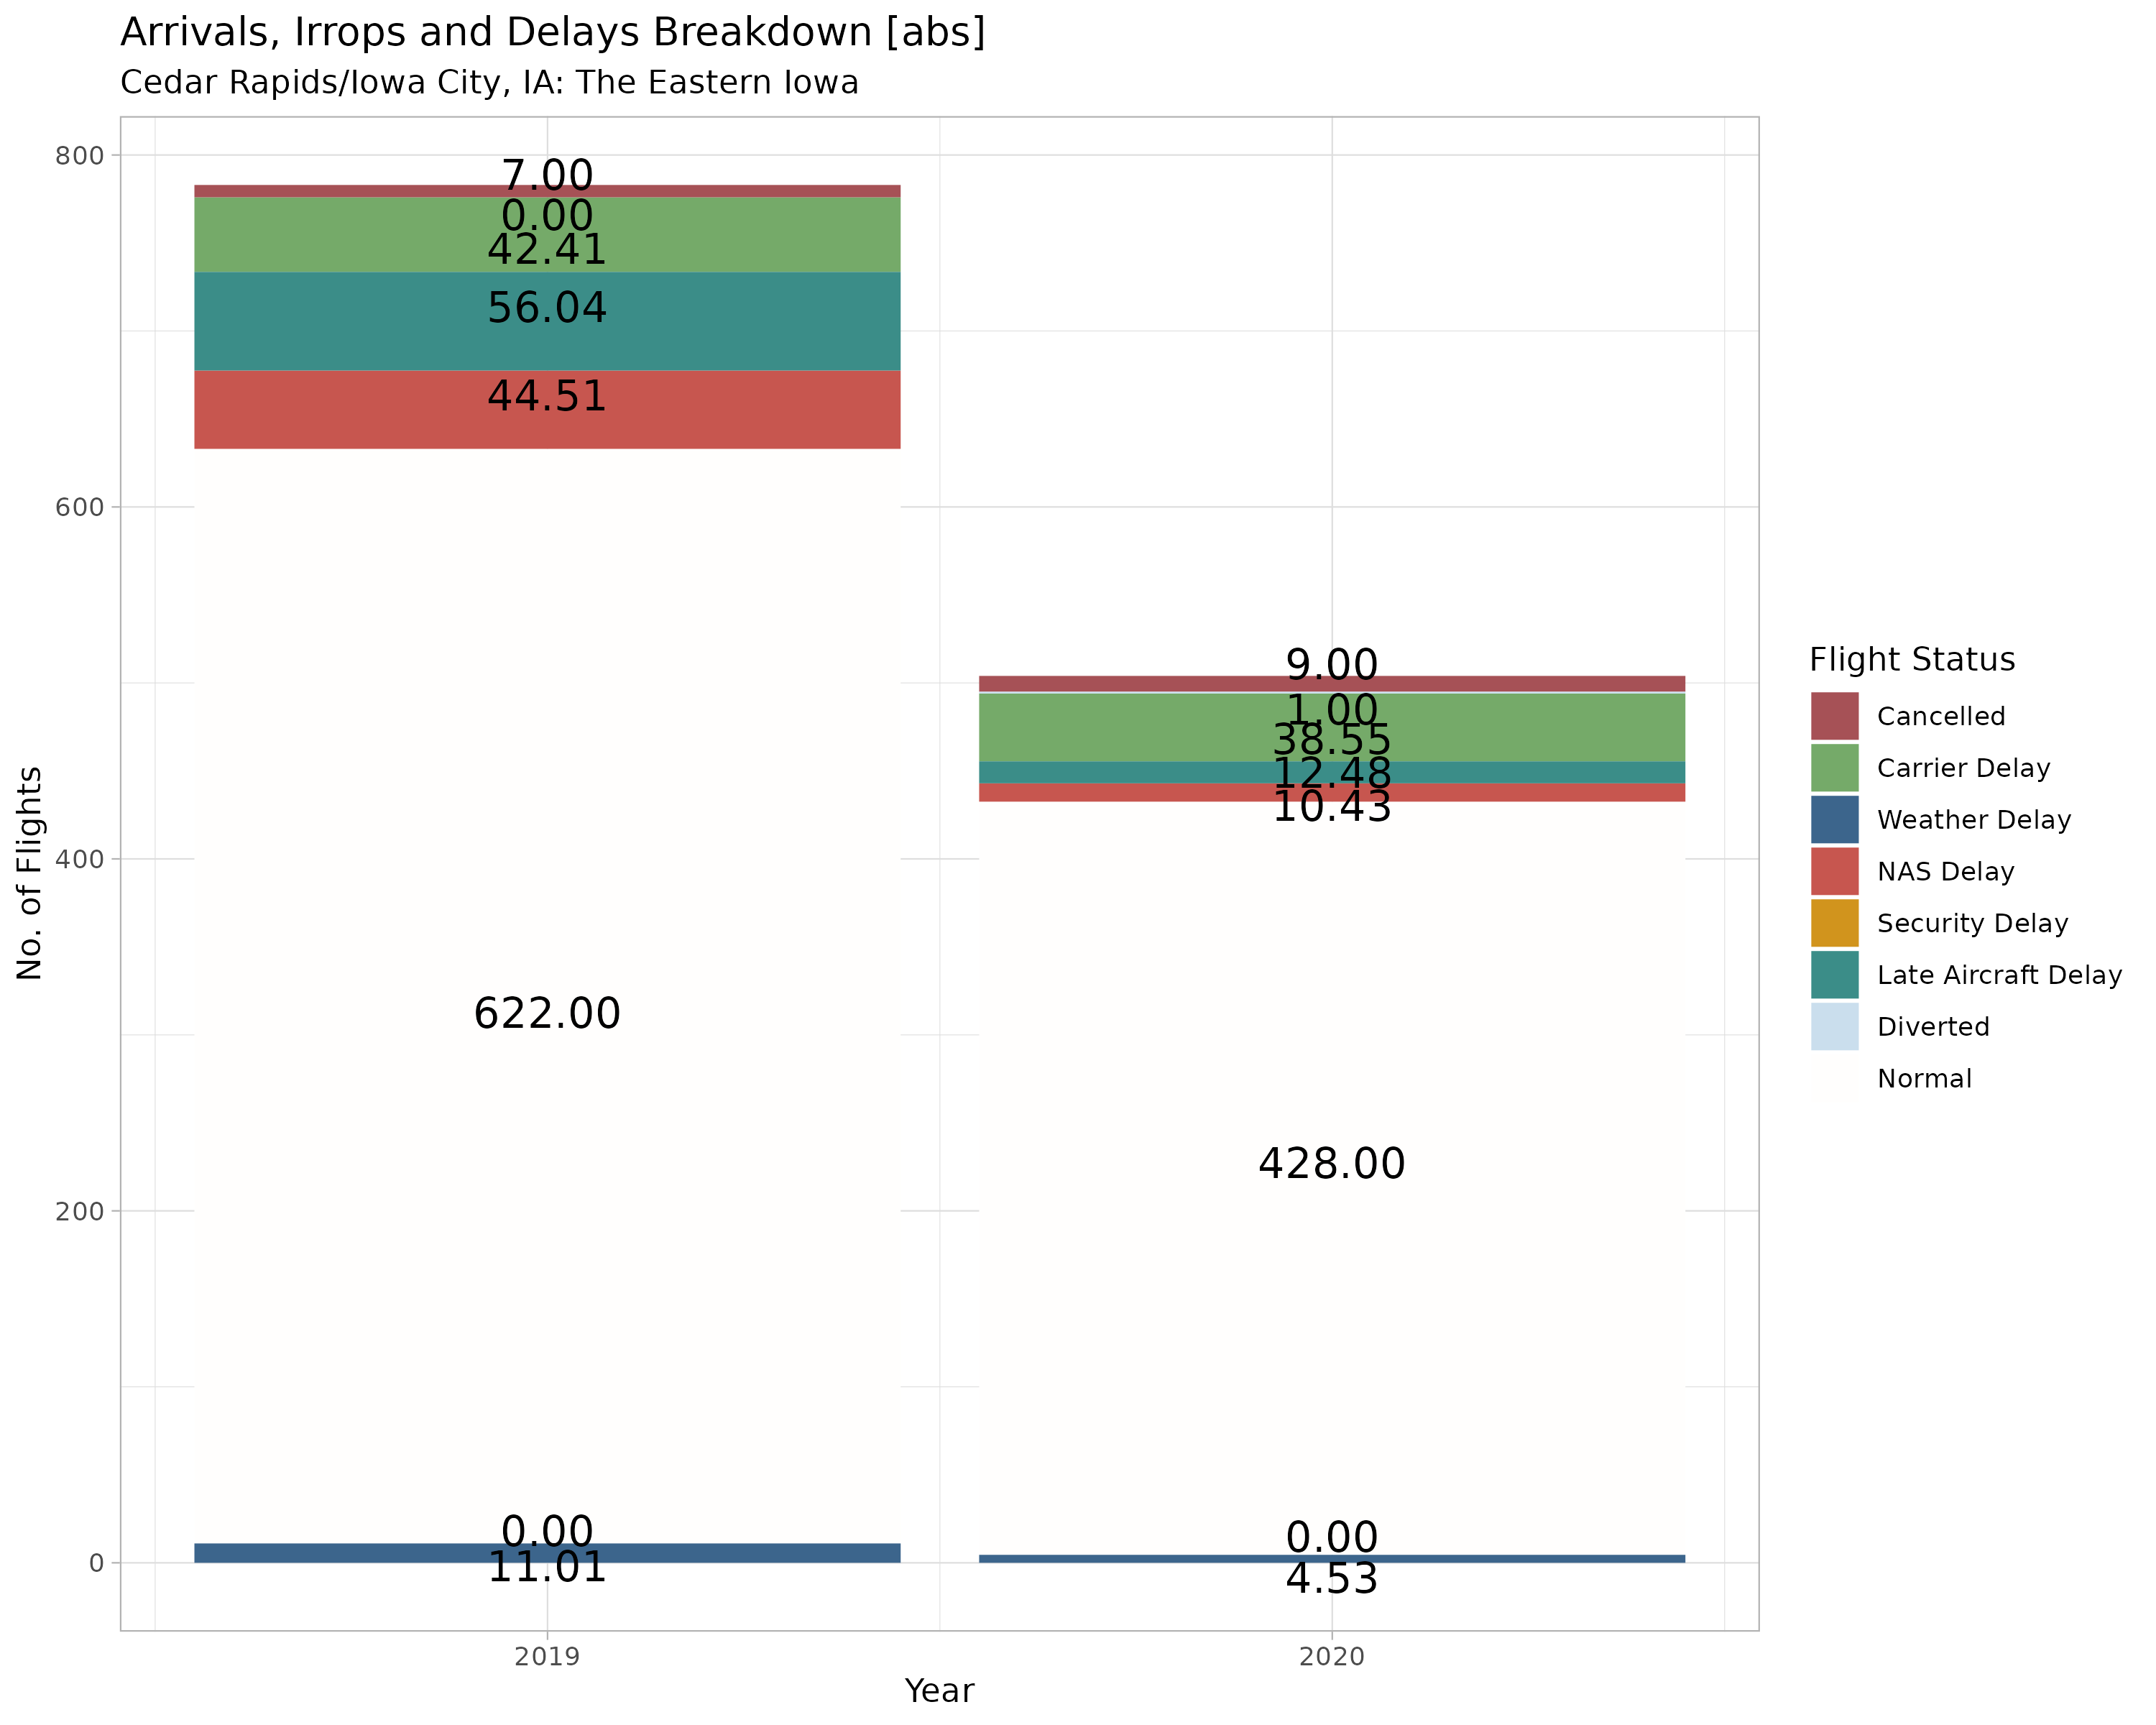 Arrivals, Irrops and Delays Breakdown [abs]
Cedar Rapids/Iowa City, IA: The Eastern Iowa
No. of Flights
800
600
400
200
0
7.00
0.00
42.41
56.04
44.51
622.00
0.00
11.01
9.00
1.00
38.55
12.48
10.43
428.00
0.00
4.53
2019
2020
Year
Flight Status
Cancelled
Carrier Delay
Weather Delay
NAS Delay
Security Delay
Late Aircraft Delay
Diverted
Normal